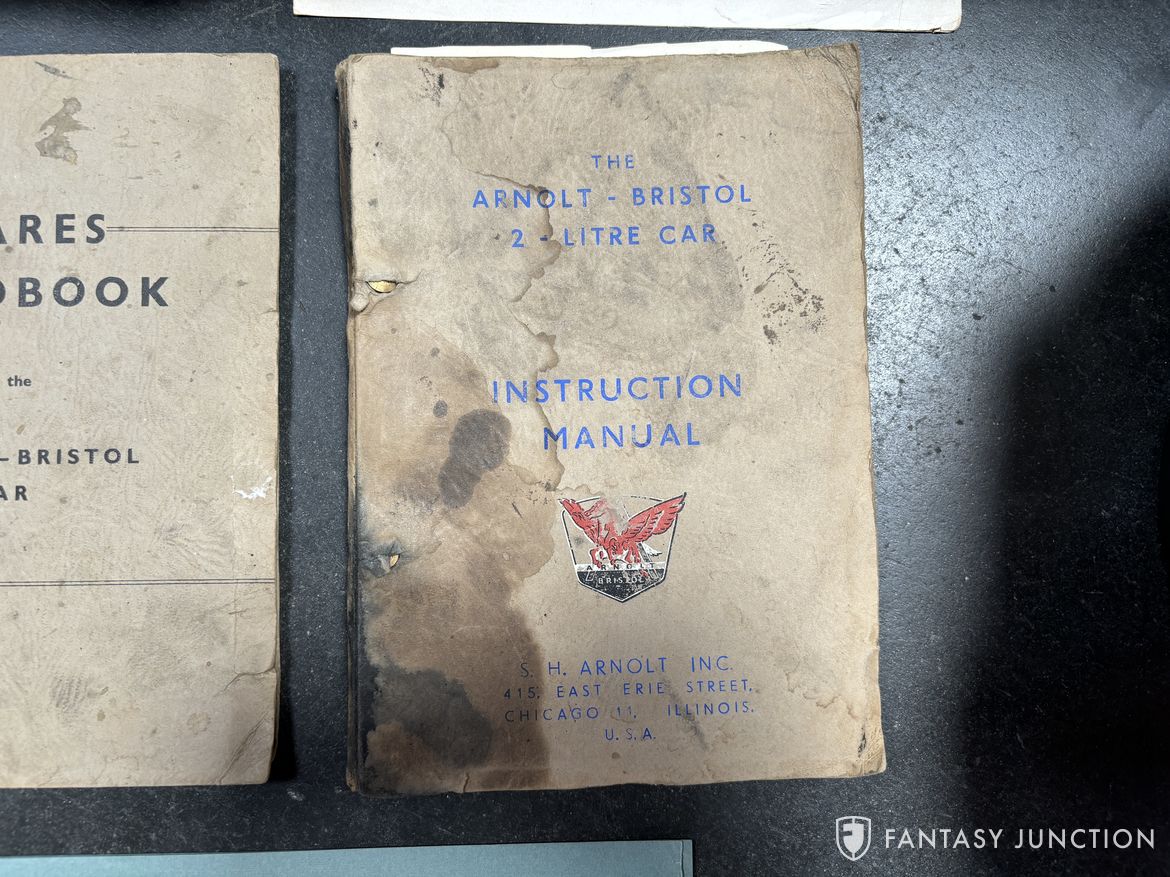 ARES
DBOOK
the
-BRISTOL
AR
THE
ARNOLT - BRISTOL
2 - LITRE CAR
INSTRUCTION
MANUAL
ARNOLT
BRISTOL
S. H. ARNOLT INC.
415, EAST ERIE STREET,
CHICAGO 11, ILLINOIS.
U.S.A.
FANTASY JUNCTION